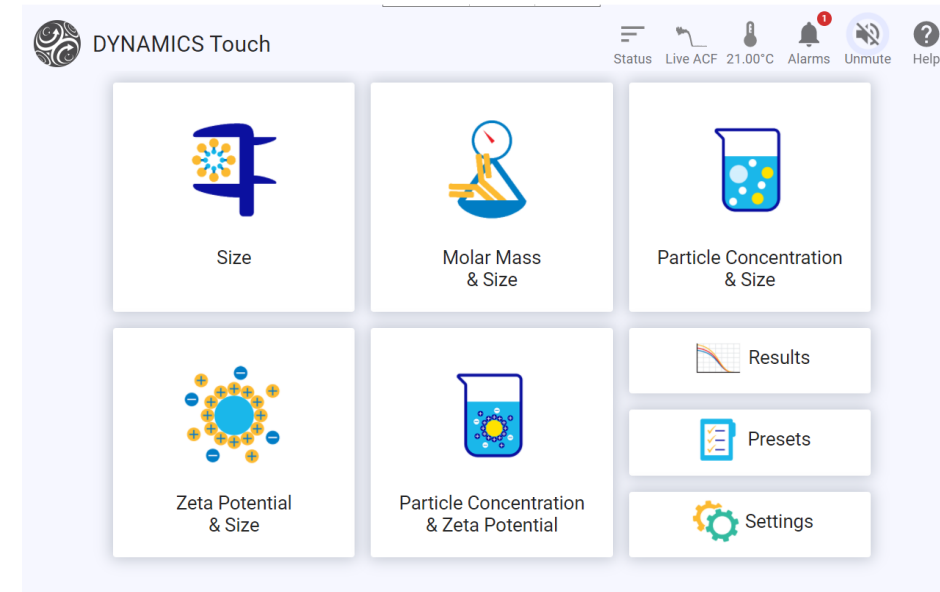 DYNAMICS Touch
Status
Live ACF
21.00°C
Alarms
1
Unmute
Help
Size
Molar Mass
& Size
Particle Concentration
& Size
Zeta Potential
& Size
Particle Concentration
& Zeta Potential
Results
Presets
Settings